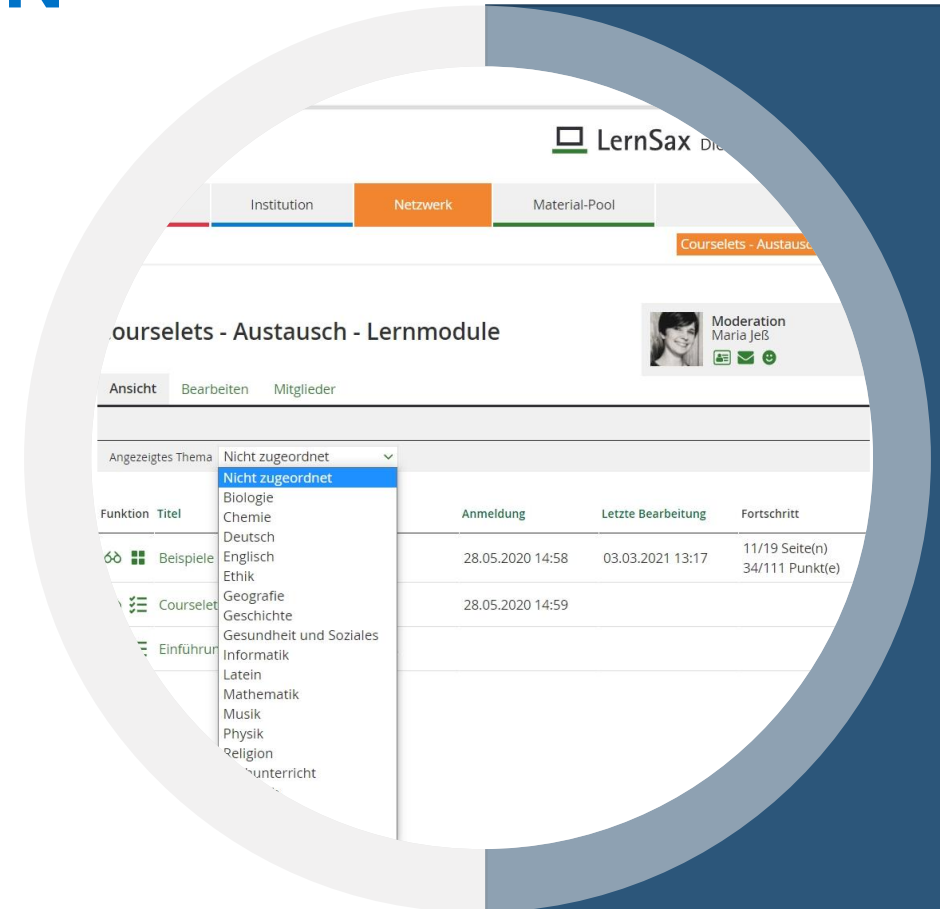 N
LernSax
Institution Netzwerk Material-Pool
Courselets - Austausch
ourselets - Austausch - Lernmodule
Moderation
Maria Jeß
Ansicht Bearbeiten Mitglieder
Angezeigtes Thema Nicht zugeordnet
Nicht zugeordnet
Biologie
Chemie
Deutsch
Englisch
Ethik
Geografie
Geschichte
Gesundheit und Soziales
Informatik
Latein
Mathematik
Musik
Physik
Religion
Funktion Titel Anmeldung Letzte Bearbeitung Fortschritt
Beispiele 28.05.2020 14:58 03.03.2021 13:17 11/19 Seite(n)
34/111 Punkt(e)
Courselet 28.05.2020 14:59
Einführun